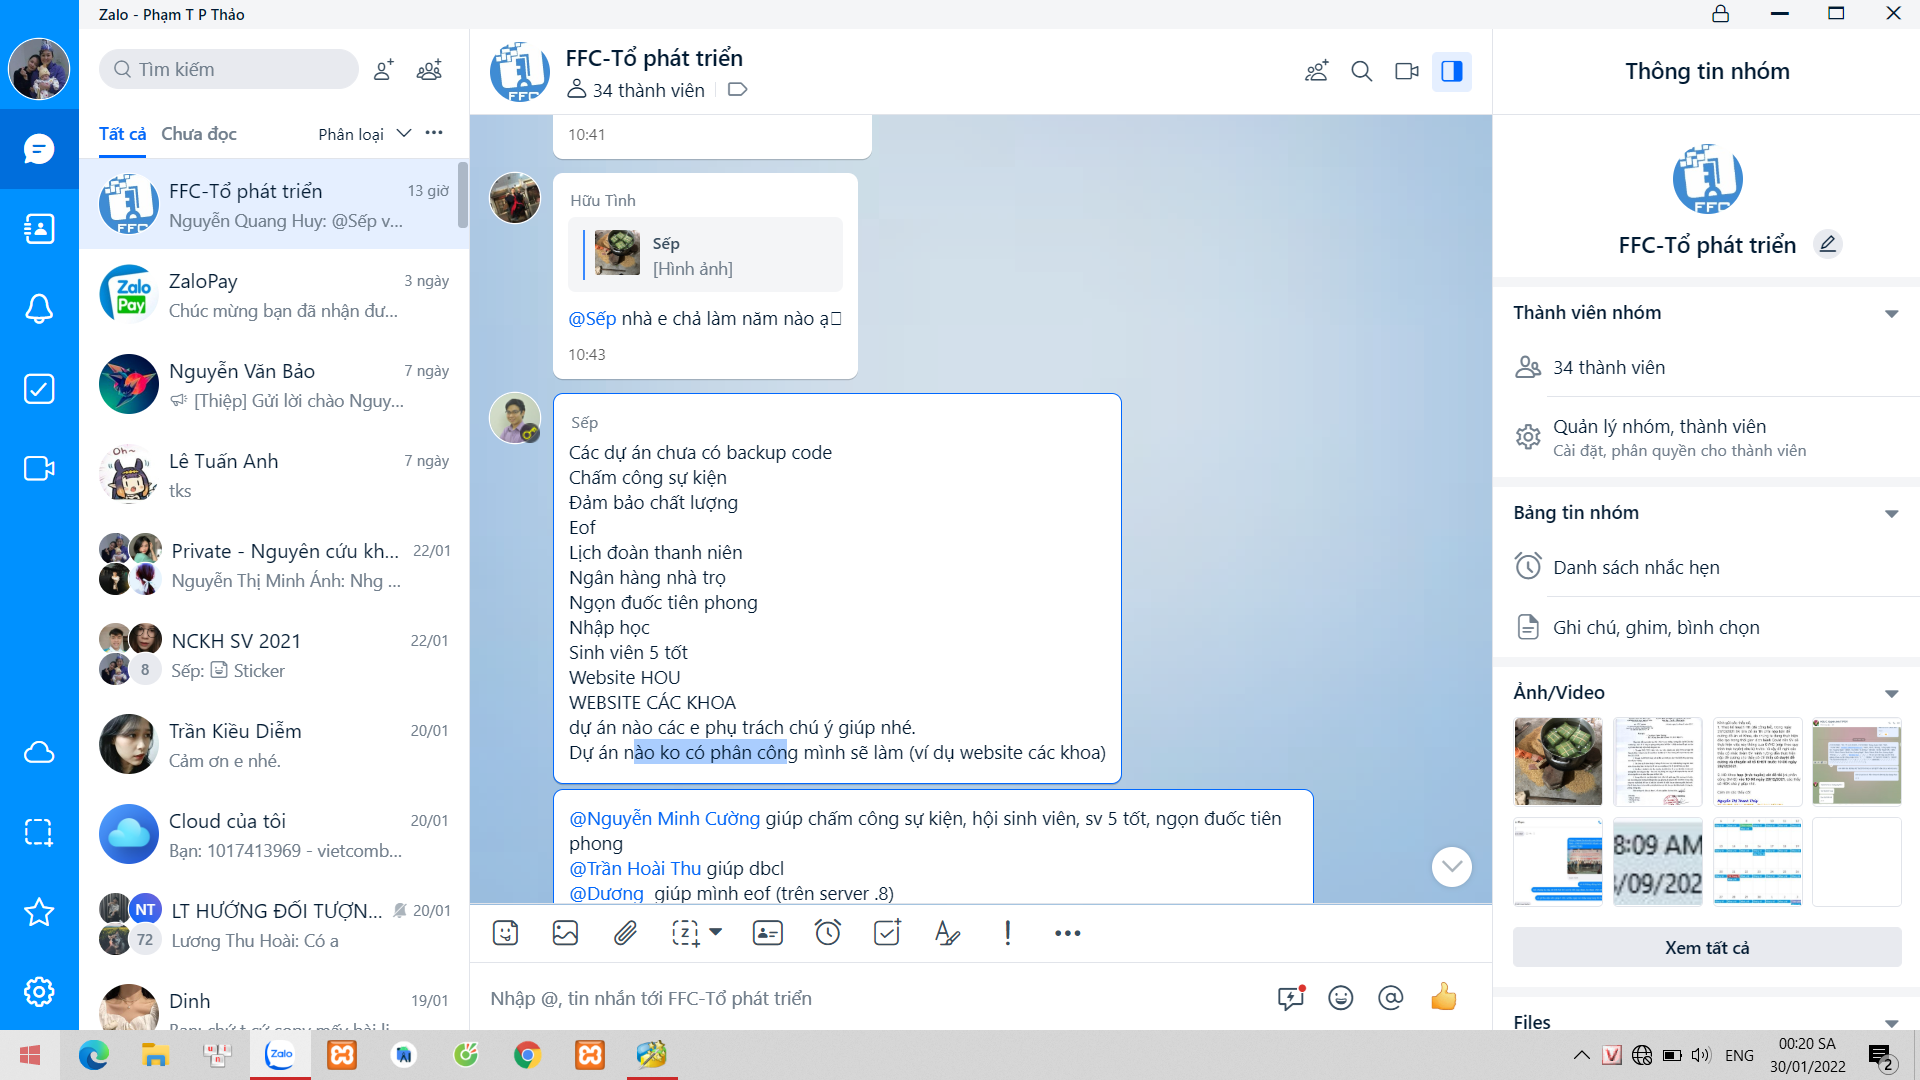 Zalo - Phạm T P Thảo
Tìm kiếm
Tất cả Chưa đọc Phân loại
FFC-Tổ phát triển 13 giờ
Nguyễn Quang Huy: @Sếp v...
ZaloPay 3 ngày
Chúc mừng bạn đã nhận đư...
Nguyễn Văn Bảo 7 ngày
[Thiệp] Gửi lời chào Nguy...
Lê Tuấn Anh 7 ngày
tks
Private - Nguyên cứu kh... 22/01
Nguyễn Thị Minh Ánh: Nhg ...
NCKH SV 2021 22/01
8
Sếp: Sticker
Trần Kiều Diễm 20/01
Cảm ơn e nhé.
Cloud của tôi 20/01
Bạn: 1017413969 - vietcomb...
NT
LT HƯỚNG ĐỐI TƯỢN... 20/01
72
Lương Thu Hoài: Có a
Dinh 19/01
FFC-Tổ phát triển
34 thành viên
10:41
Hữu Tình
Sếp
[Hình ảnh]
@Sếp nhà e chả làm năm nào ạ
10:43
Sếp
Các dự án chưa có backup code
Chấm công sự kiện
Đảm bảo chất lượng
Eof
Lịch đoàn thanh niên
Ngân hàng nhà trọ
Ngọn đuốc tiên phong
Nhập học
Sinh viên 5 tốt
Website HOU
WEBSITE CÁC KHOA
dự án nào các e phụ trách chú ý giúp nhé.
Dự án nào ko có phân công mình sẽ làm (ví dụ website các khoa)
@Nguyễn Minh Cường giúp chấm công sự kiện, hội sinh viên, sv 5 tốt, ngọn đuốc tiên
phong
@Trần Hoài Thu giúp dbcl
@Dương giúp mình eof (trên server .8)
Nhập @, tin nhắn tới FFC-Tổ phát triển
Thông tin nhóm
FFC
FFC-Tổ phát triển
Thành viên nhóm
34 thành viên
Quản lý nhóm, thành viên
Cài đặt, phân quyền cho thành viên
Bảng tin nhóm
Danh sách nhắc hẹn
Ghi chú, ghim, bình chọn
Ảnh/Video
8:09 AM
/09/202
Xem tất cả
Files
Zalo
ENG
00:20 SA
30/01/2022
2